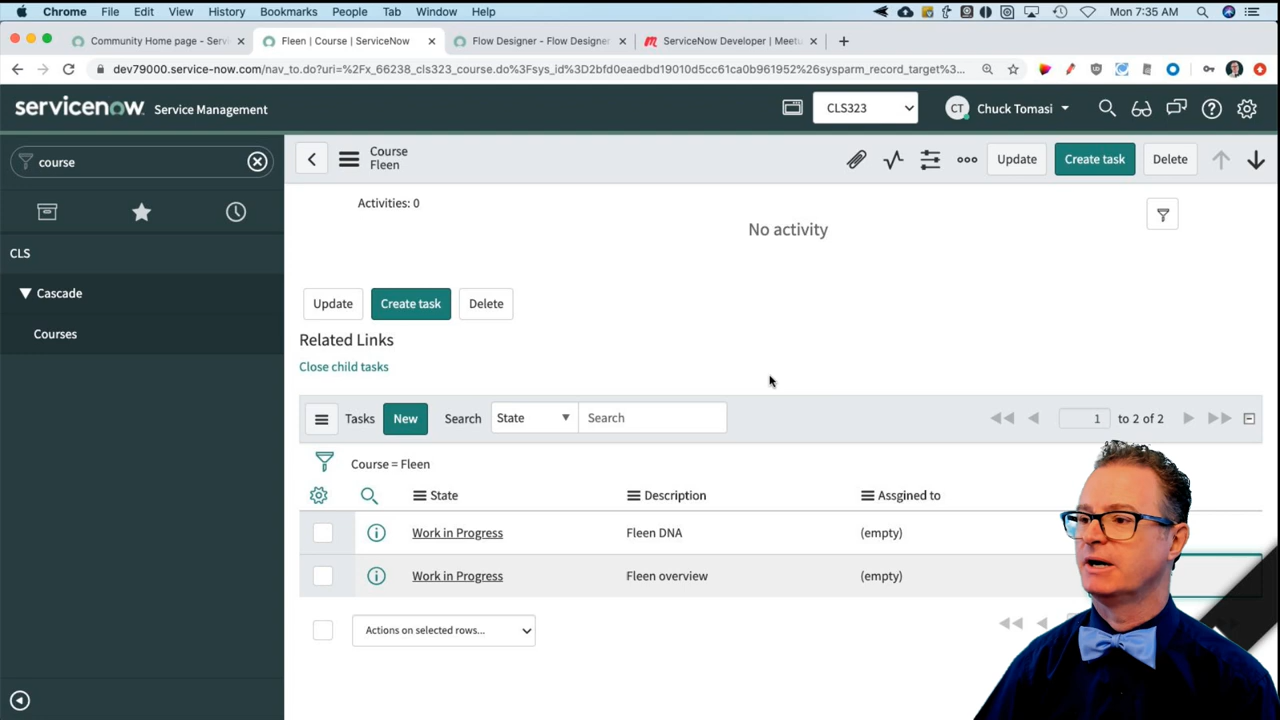 Chrome File Edit View History Bookmarks People Tab Window Help Mon 7:35 AM
Community Home page - Serv
Fleen | Course | ServiceNow
Flow Designer - Flow Designer
ServiceNow Developer | Meetu
dev79000.service-now.com/nav_to.do?uri=%2Fx_66238_cls323_course.do%3Fsys_id%3D2bfd0eaedbd19010d5cc61ca0b961952%26sysparm_record_target%...
servicenow Service Management
CLS323
CT Chuck Tomasi
course
Course
Fleen
Update Create task Delete
Activities: 0
No activity
CLS
Cascade
Courses
Update Create task Delete
Related Links
Close child tasks
Tasks New Search State Search 1 to 2 of 2
Course = Fleen
State Description Assgined to
Work in Progress Fleen DNA (empty)
Work in Progress Fleen overview (empty)
Actions on selected rows...